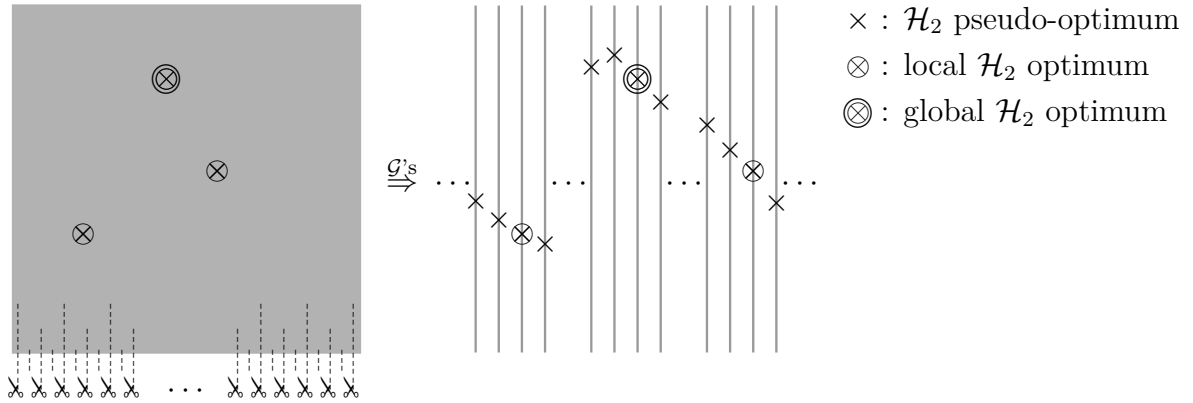 × : ℋ₂ pseudo-optimum
⊗ : local ℋ₂ optimum
⊗ : global ℋ₂ optimum
𝒢's
⇒
... ... ... ...
...